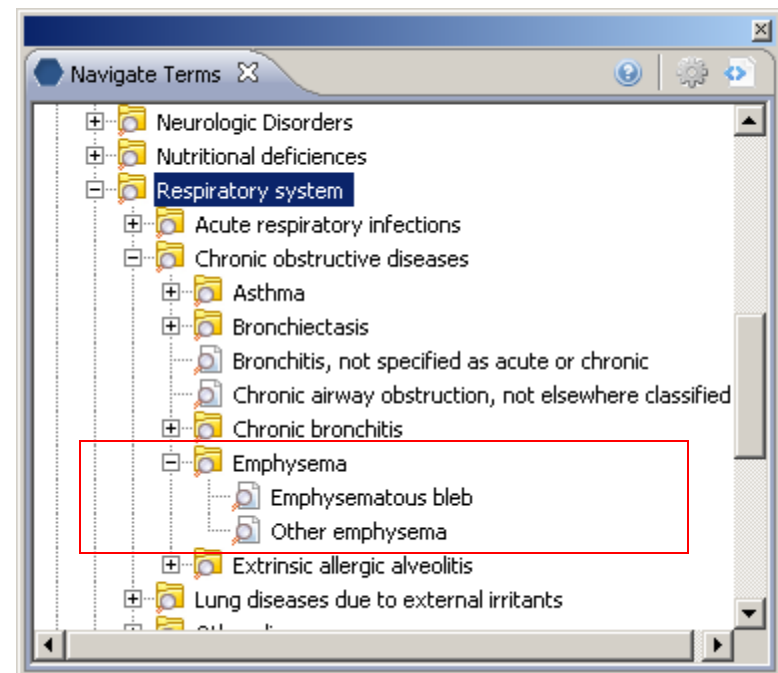 Navigate Terms
Neurologic Disorders
Nutritional deficiences
Respiratory system
Acute respiratory infections
Chronic obstructive diseases
Asthma
Bronchiectasis
Bronchitis, not specified as acute or chronic
Chronic airway obstruction, not elsewhere classified
Chronic bronchitis
Emphysema
Emphysematous bleb
Other emphysema
Extrinsic allergic alveolitis
Lung diseases due to external irritants